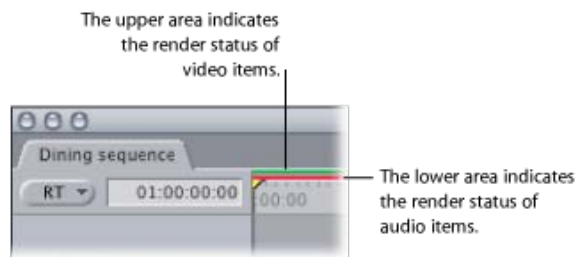 The upper area indicates
the render status of
video items.
Dining sequence
RT
01:00:00:00
:00:00
The lower area indicates
the render status of
audio items.